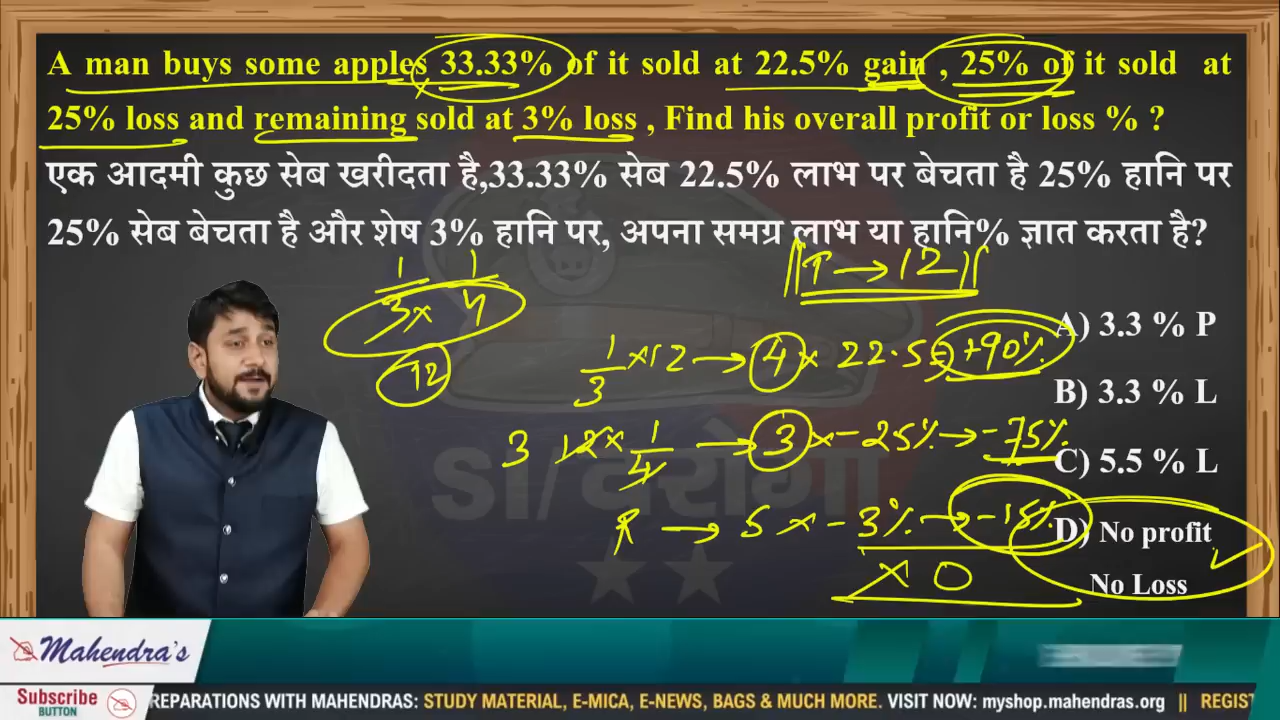 A man buys some apples 33.33% of it sold at 22.5% gain , 25% of it sold at
25% loss and remaining sold at 3% loss , Find his overall profit or loss % ?
एक आदमी कुछ सेब खरीदता है,33.33% सेब 22.5% लाभ पर बेचता है 25% हानि पर
25% सेब बेचता है और शेष 3% हानि पर, अपना समग्र लाभ या हानि% ज्ञात करता है?
T → 12
1/3 × 1/4
12
1/3 × 12 → 4 × 22.5 +90%
3 12 × 1/4 → 3 × -25% → -75%
R → 5 × -3% → -15%
× 0
A) 3.3 % P
B) 3.3 % L
C) 5.5 % L
D) No profit
No Loss
SI/दरोगा
Mahendra's
Subscribe
BUTTON
REPARATIONS WITH MAHENDRAS: STUDY MATERIAL, E-MICA, E-NEWS, BAGS & MUCH MORE. VISIT NOW: myshop.mahendras.org || REGIST